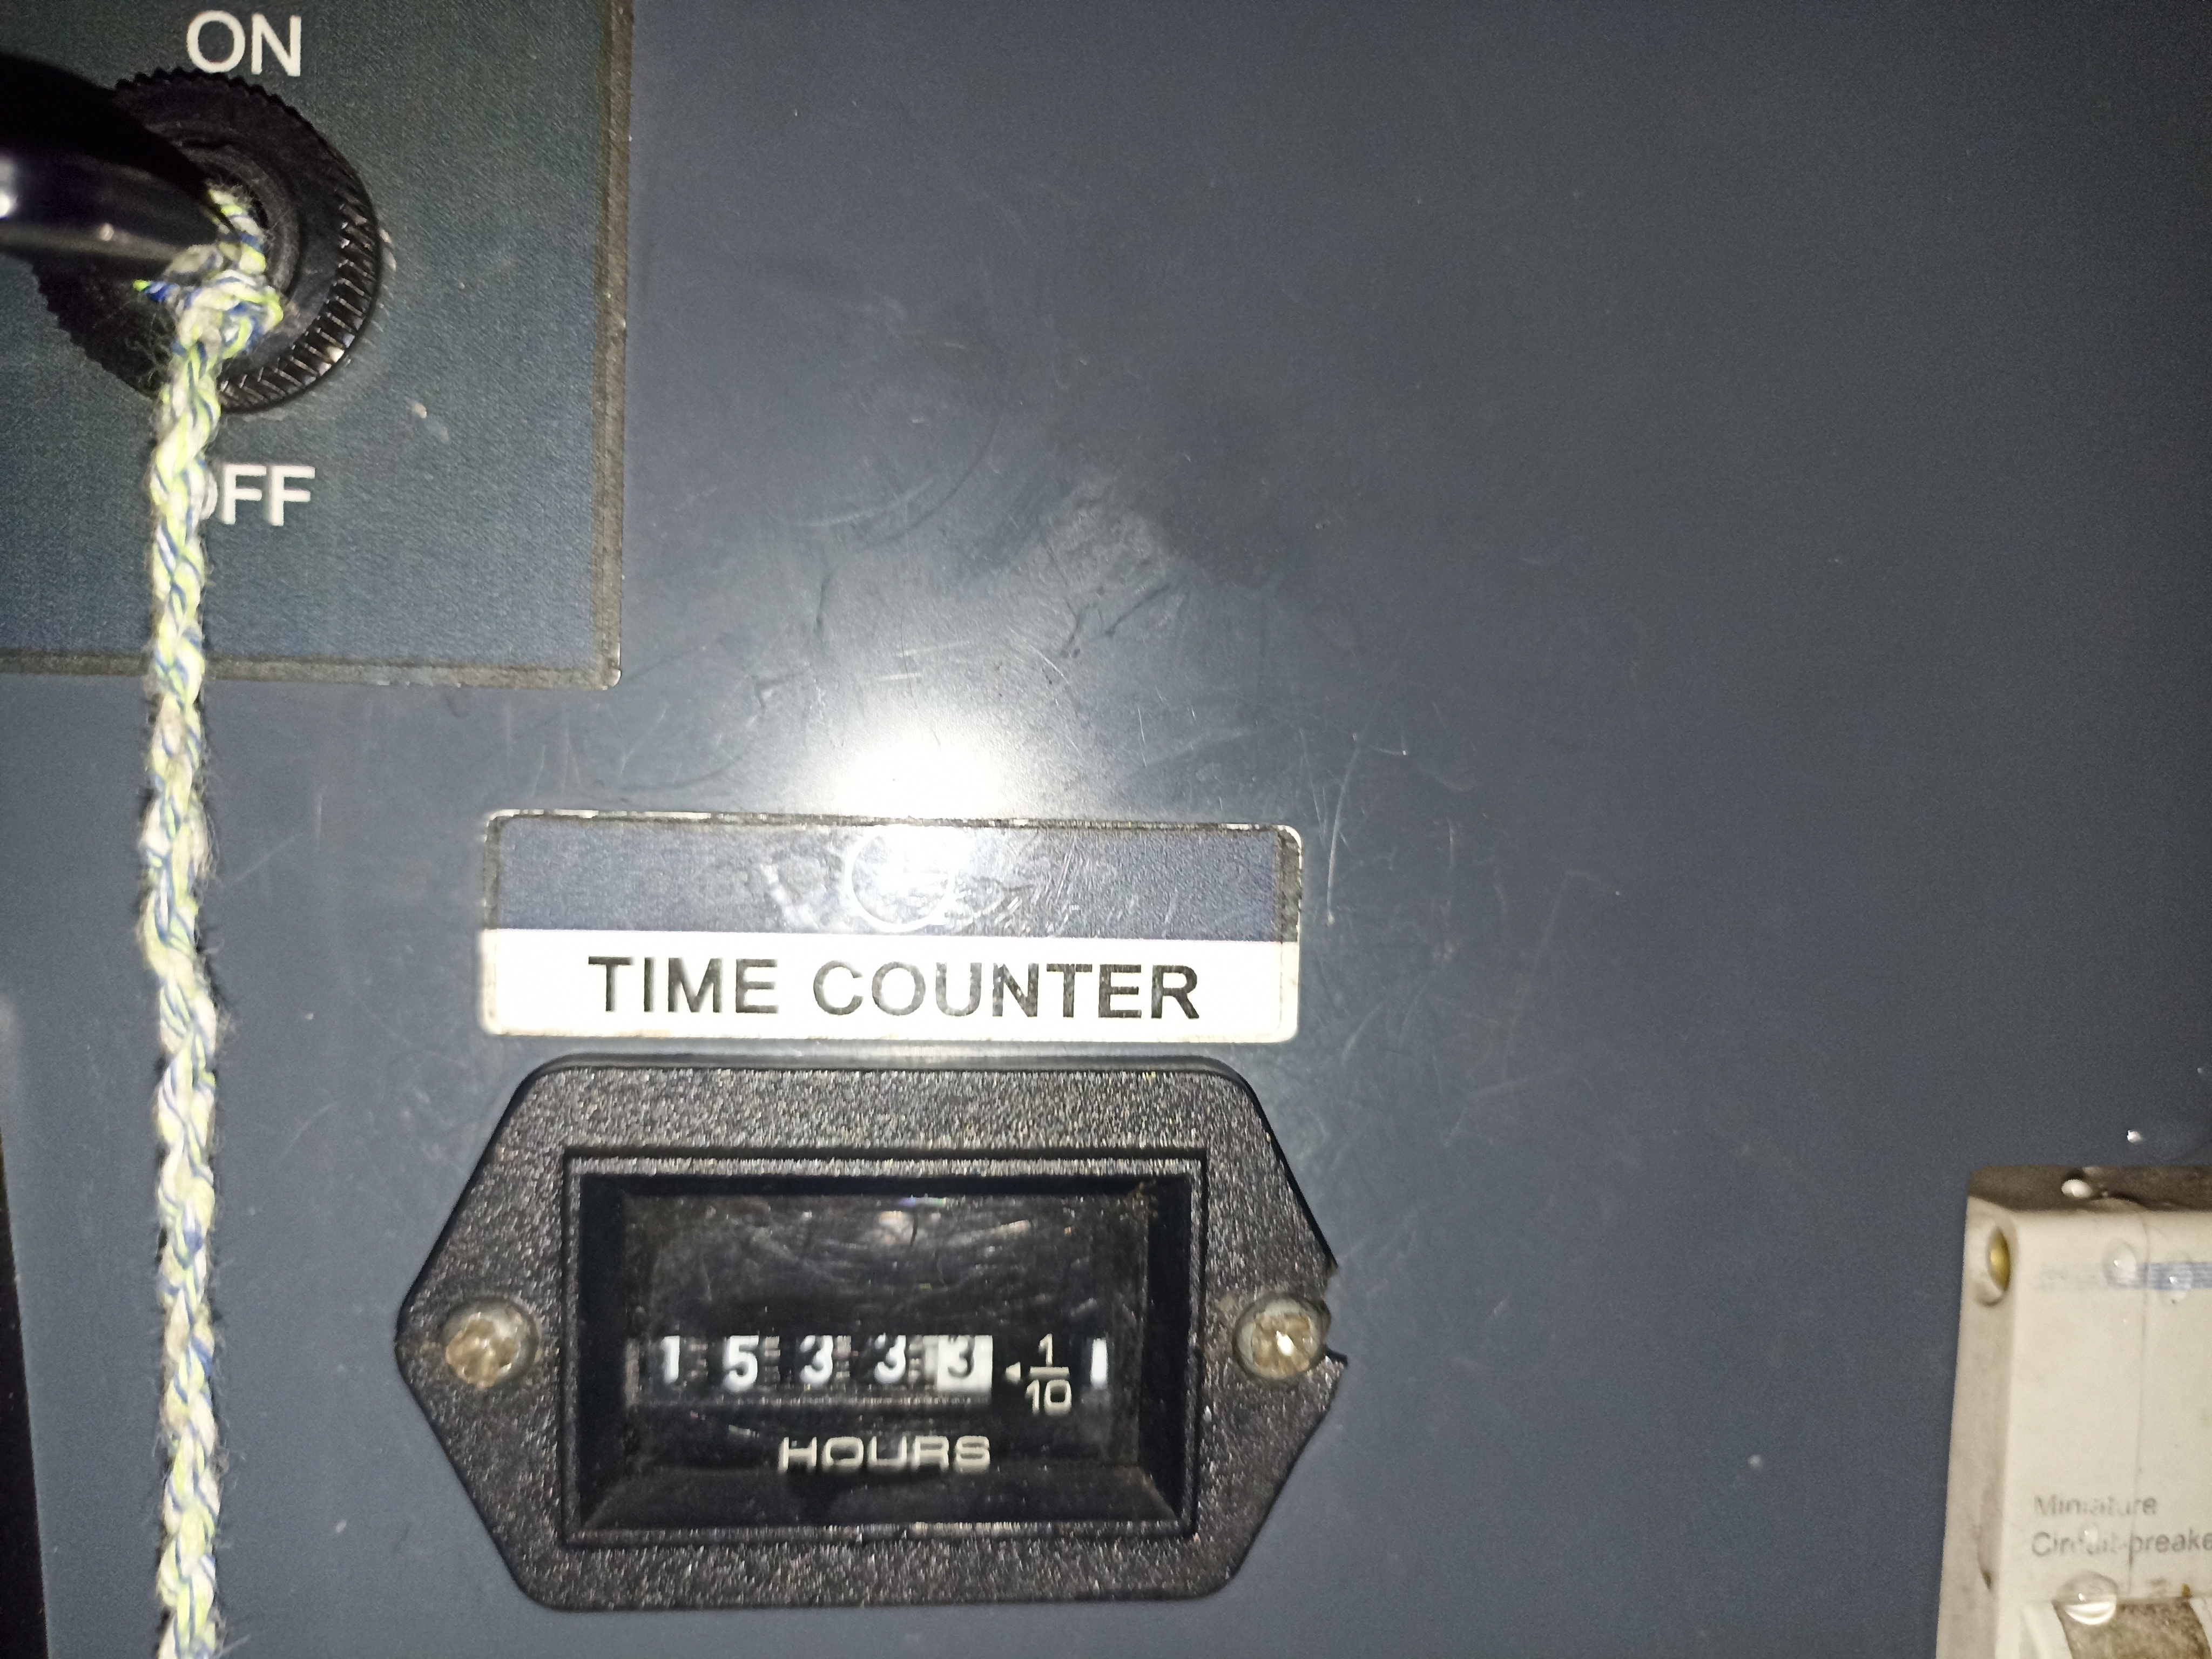 ON
OFF
TIME COUNTER
1 5 3 3 3 1/10
HOURS
Miniature
Circuit-breake